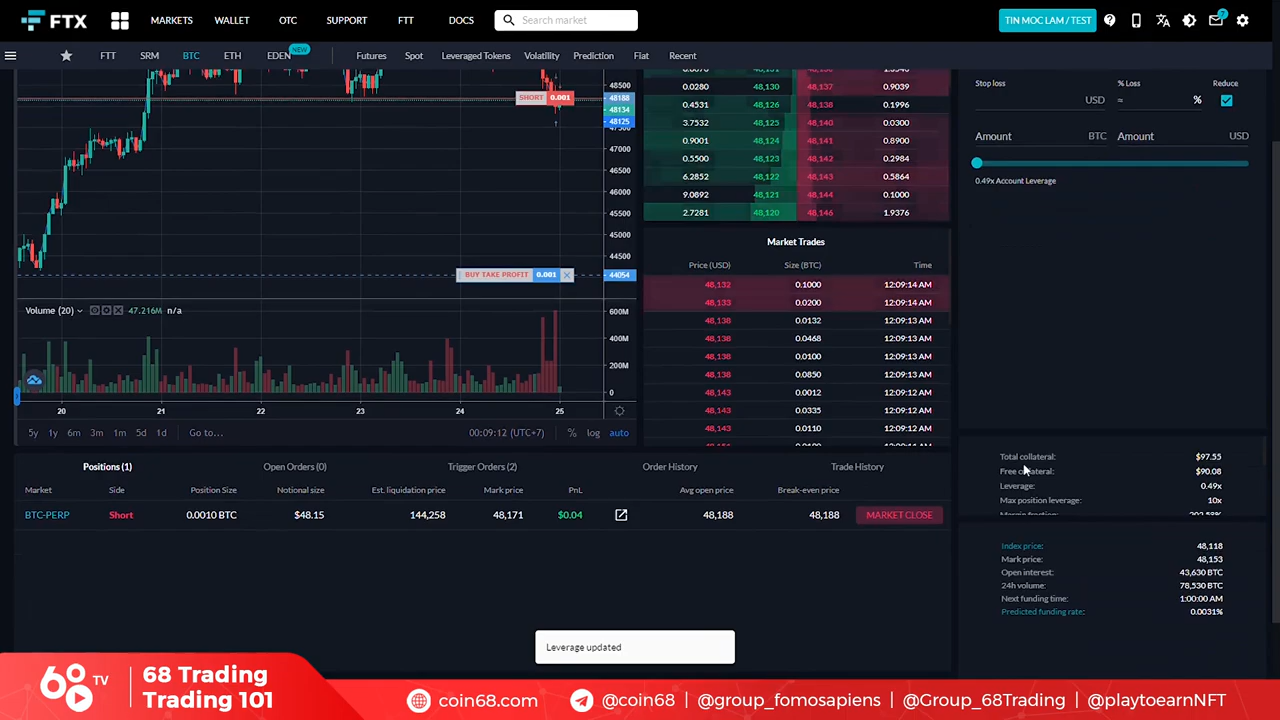 FTX MARKETS WALLET OTC SUPPORT FTT DOCS Search market TIN MOC LAM / TEST 7
FTT SRM BTC ETH EDEN NEW Futures Spot Leveraged Tokens Volatility Prediction Fiat Recent
48500
SHORT 0.001 48188
48134
48125
47000
46500
46000
45500
45000
44500
BUY TAKE PROFIT 0.001 44054
Volume (20) 47.216M n/a
600M
400M
200M
0
20 21 22 23 24 25
5y 1y 6m 3m 1m 5d 1d Go to... 00:09:12 (UTC+7) % log auto
0.0280 48,130 48,137 0.9039
0.4531 48,126 48,138 0.1996
3.7532 48,125 48,140 0.0300
0.9001 48,124 48,141 0.8900
0.5500 48,123 48,142 0.2984
6.2852 48,122 48,143 0.5864
9.0892 48,121 48,144 0.1000
2.7281 48,120 48,146 1.9376
Market Trades
Price (USD) Size (BTC) Time
48,132 0.1000 12:09:14 AM
48,133 0.0200 12:09:14 AM
48,138 0.0132 12:09:13 AM
48,138 0.0468 12:09:13 AM
48,138 0.0100 12:09:13 AM
48,138 0.0850 12:09:13 AM
48,143 0.0012 12:09:12 AM
48,143 0.0335 12:09:12 AM
48,143 0.0110 12:09:12 AM
Stop loss % Loss Reduce
USD ≈ %
Amount BTC Amount USD
0.49x Account Leverage
Total collateral: $97.55
Free collateral: $90.08
Leverage: 0.49x
Max position leverage: 10x
Margin fraction: 202.58%
Index price: 48,118
Mark price: 48,153
Open interest: 43,630 BTC
24h volume: 78,530 BTC
Next funding time: 1:00:00 AM
Predicted funding rate: 0.0031%
Positions (1) Open Orders (0) Trigger Orders (2) Order History Trade History
Market Side Position Size Notional size Est. liquidation price Mark price PnL Avg open price Break-even price
BTC-PERP Short 0.0010 BTC $48.15 144,258 48,171 $0.04 48,188 48,188 MARKET CLOSE
Leverage updated
68 TV 68 Trading
Trading 101
coin68.com @coin68 | @group_fomosapiens | @Group_68Trading | @playtoearnNFT